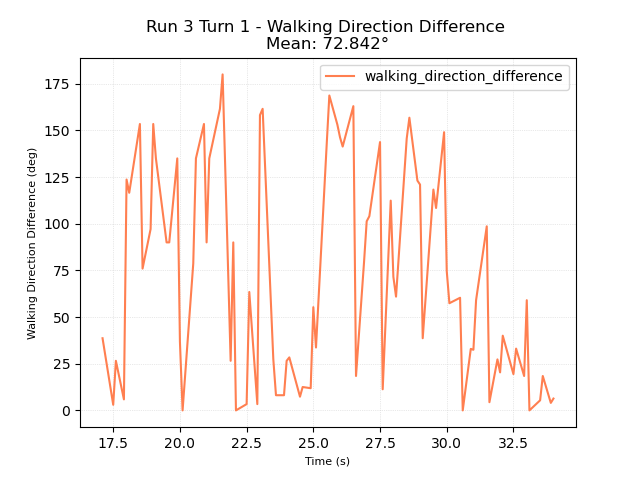 Run 3 Turn 1 - Walking Direction Difference
Mean: 72.842°
walking_direction_difference
Walking Direction Difference (deg)
175
150
125
100
75
50
25
0
17.5 20.0 22.5 25.0 27.5 30.0 32.5
Time (s)